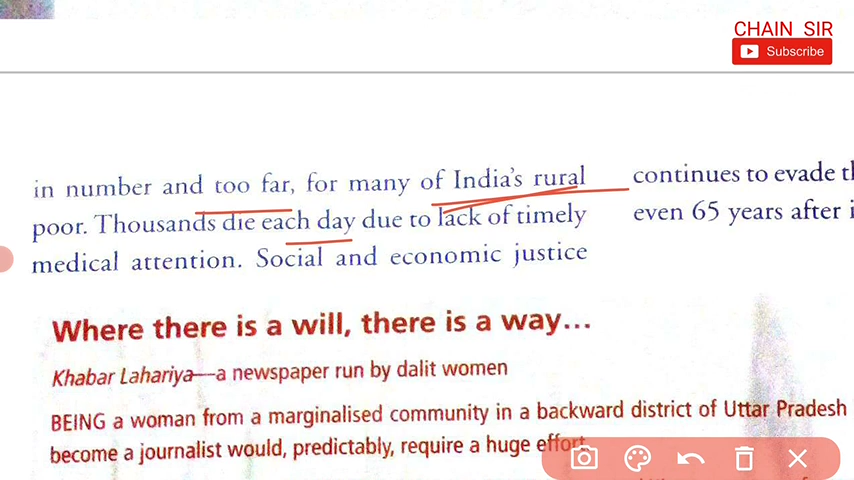 CHAIN SIR
Subscribe
in number and too far, for many of India's rural
poor. Thousands die each day due to lack of timely
medical attention. Social and economic justice
continues to evade th
even 65 years after i
Where there is a will, there is a way...
Khabar Lahariya—a newspaper run by dalit women
BEING a woman from a marginalised community in a backward district of Uttar Pradesh
become a journalist would, predictably, require a huge effort